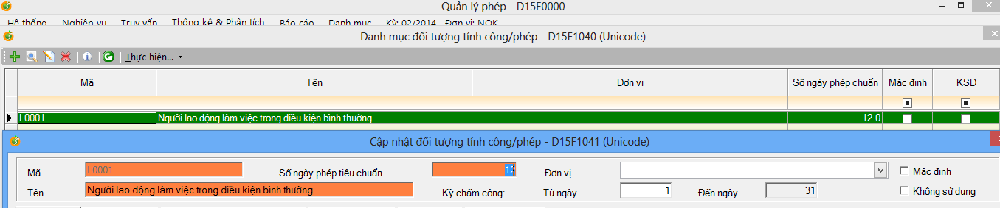 Quản lý phép - D15F0000
Hệ thống Nghiệp vụ Truy vấn Thống kê & Phân tích Báo cáo Danh mục Kỳ: 02/2014 Đơn vị: NQK
Danh mục đối tượng tính công/phép - D15F1040 (Unicode)
Thực hiện...
Mã Tên Đơn vị Số ngày phép chuẩn Mặc định KSD
L0001 Người lao động làm việc trong điều kiện bình thường 12.0
Cập nhật đối tượng tính công/phép - D15F1041 (Unicode)
Mã L0001 Số ngày phép tiêu chuẩn 12 Đơn vị Mặc định
Tên Người lao động làm việc trong điều kiện bình thường Kỳ chấm công: Từ ngày 1 Đến ngày 31 Không sử dụng